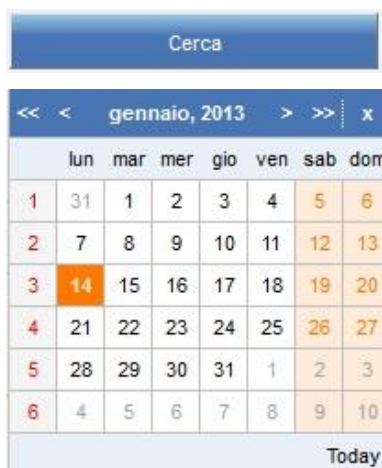 Cerca
<< < gennaio, 2013 > >> x
lun mar mer gio ven sab dom
1 31 1 2 3 4 5 6
2 7 8 9 10 11 12 13
3 14 15 16 17 18 19 20
4 21 22 23 24 25 26 27
5 28 29 30 31 1 2 3
6 4 5 6 7 8 9 10
Today